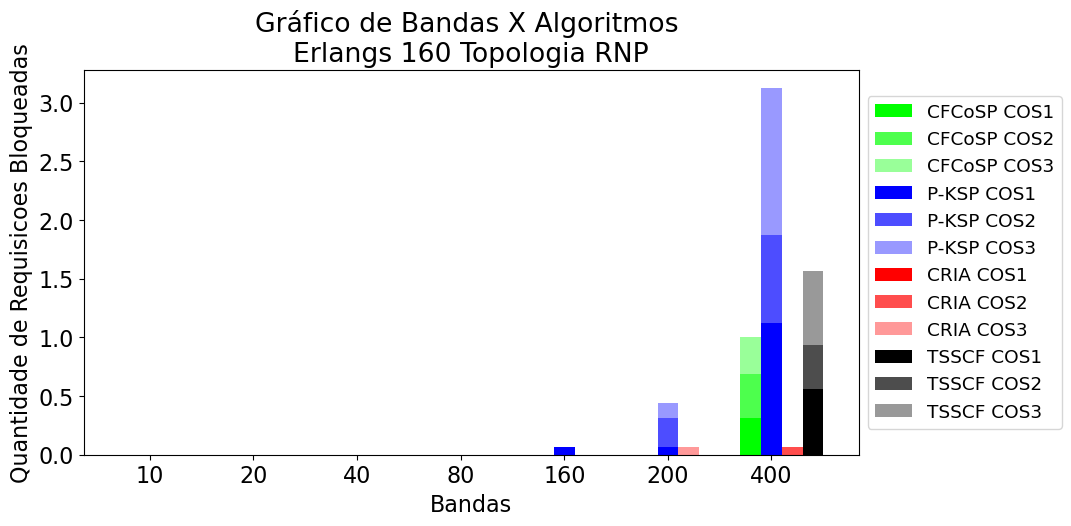 Gráfico de Bandas X Algoritmos
Erlangs 160 Topologia RNP
Quantidade de Requisicoes Bloqueadas
3.0
2.5
2.0
1.5
1.0
0.5
0.0
10 20 40 80 160 200 400
Bandas
CFCoSP COS1
CFCoSP COS2
CFCoSP COS3
P-KSP COS1
P-KSP COS2
P-KSP COS3
CRIA COS1
CRIA COS2
CRIA COS3
TSSCF COS1
TSSCF COS2
TSSCF COS3